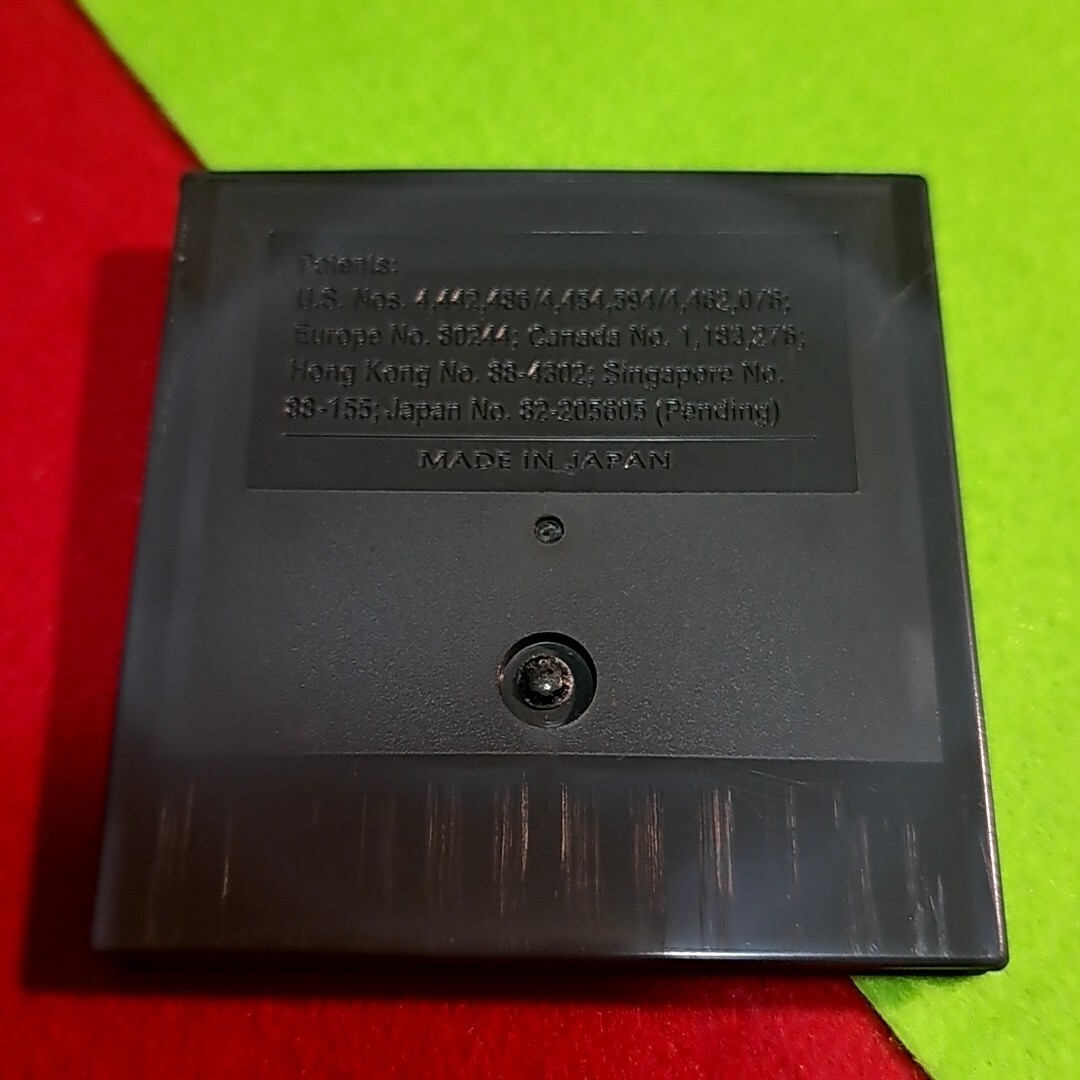 Patents:
U.S. Nos. 4,442,486/4,454,594/4,462,076;
Europe No. 80244; Canada No. 1,183,276;
Hong Kong No. 88-4302; Singapore No.
88-155; Japan No. 82-205605 (Pending)
MADE IN JAPAN